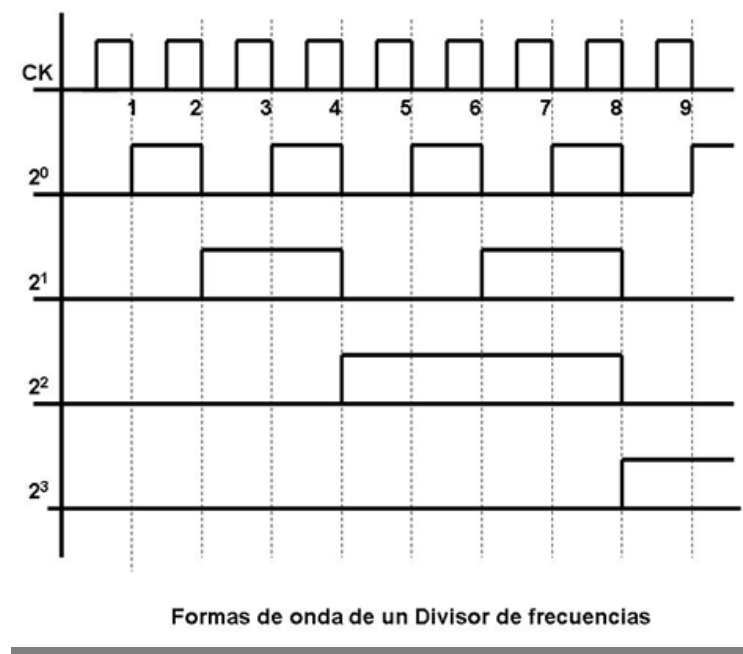 CK
1 2 3 4 5 6 7 8 9
2⁰
2¹
2²
2³
Formas de onda de un Divisor de frecuencias